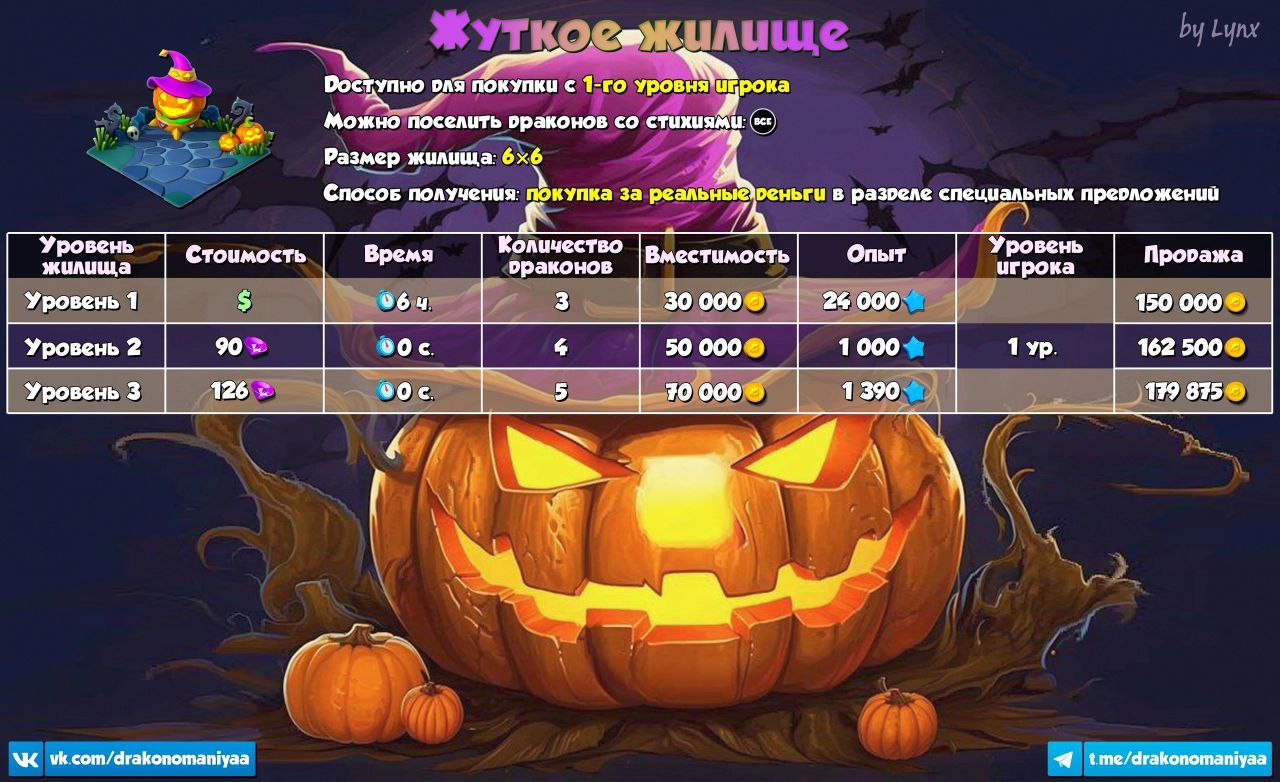 Жуткое жилище
by Lynx
Доступно для покупки с 1-го уровня игрока
Можно поселить драконов со стихиями: ВСЕ
Размер жилища: 6×6
Способ получения: покупка за реальные деньги в разделе специальных предложений
Уровень жилища Стоимость Время Количество драконов Вместимость Опыт Уровень игрока Продажа
Уровень 1 $ 6 ч. 3 30 000 24 000 150 000
Уровень 2 90 0 с. 4 50 000 1 000 1 ур. 162 500
Уровень 3 126 0 с. 5 70 000 1 390 179 875
vk.com/drakonomaniyaa
t.me/drakonomaniyaa